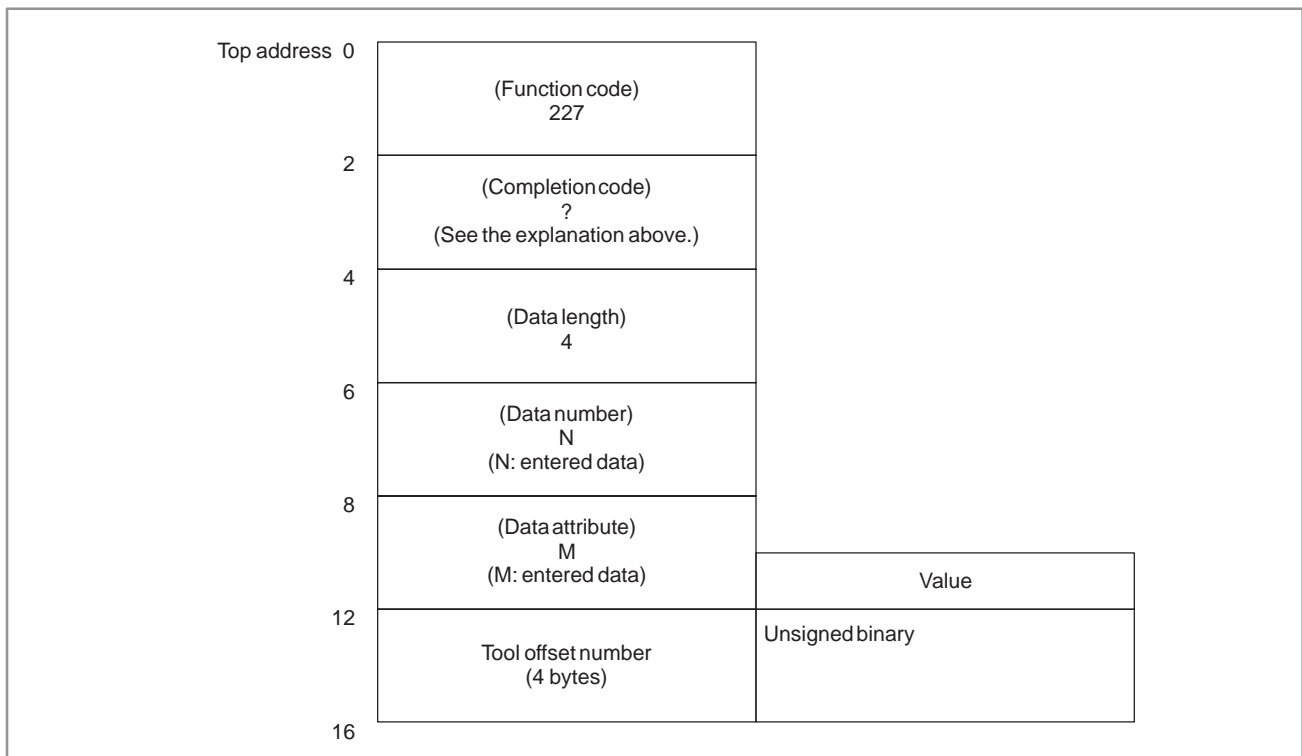 Top address 0
(Function code)
227
2
(Completion code)
?
(See the explanation above.)
4
(Data length)
4
6
(Data number)
N
(N: entered data)
8
(Data attribute)
M
(M: entered data)
Value
12
Tool offset number
(4 bytes)
Unsigned binary
16